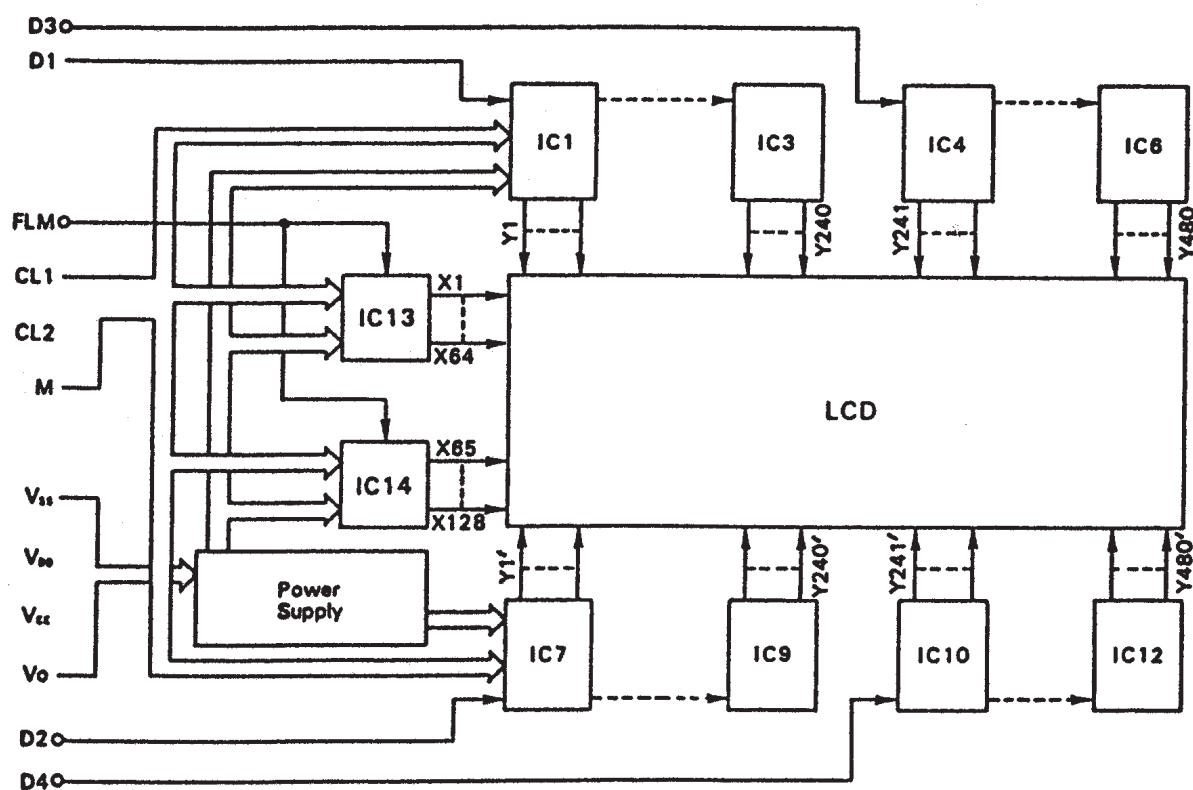 D3
D1
IC1
IC3
IC4
IC6
FLM
Y1
Y240
Y241
Y480
CL1
X1
IC13
CL2
X64
M
LCD
X65
IC14
X128
VSS
VDD
Y1'
Y240'
Y241'
Y480'
Power
Supply
VEE
IC7
IC9
IC10
IC12
Vo
D2
D4